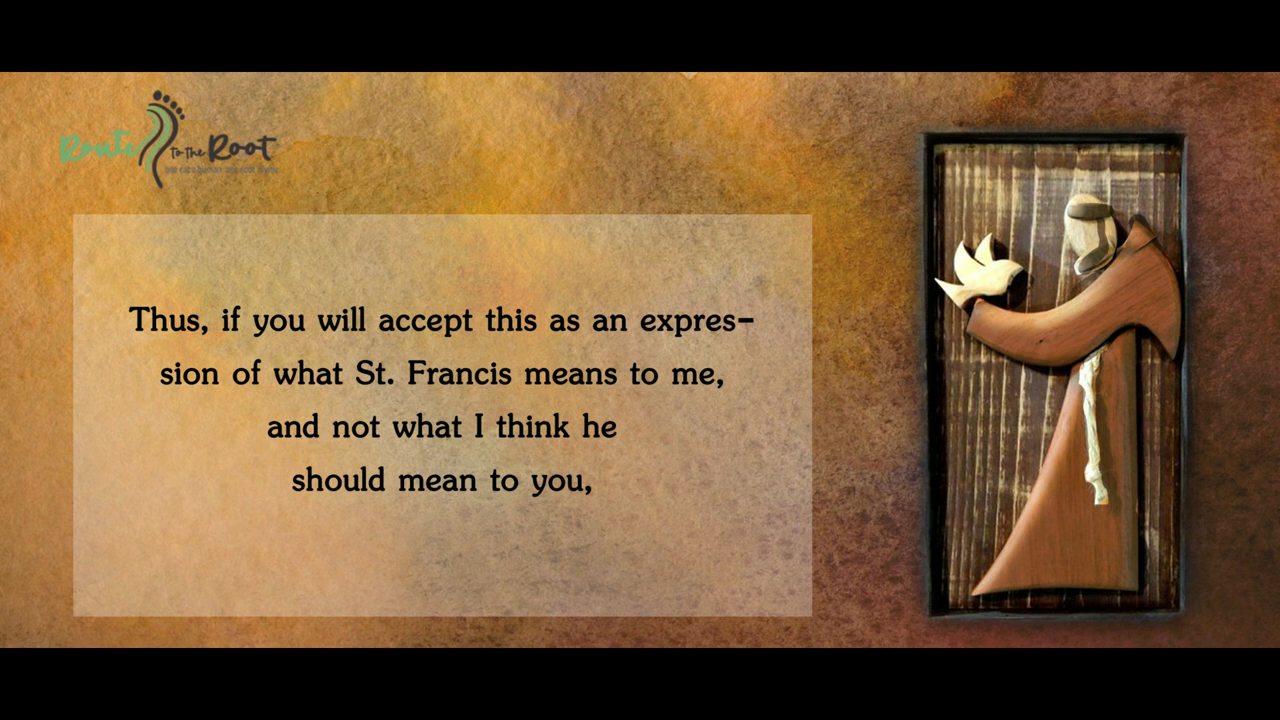 Route to the Root
Thus, if you will accept this as an expres-
sion of what St. Francis means to me,
and not what I think he
should mean to you,